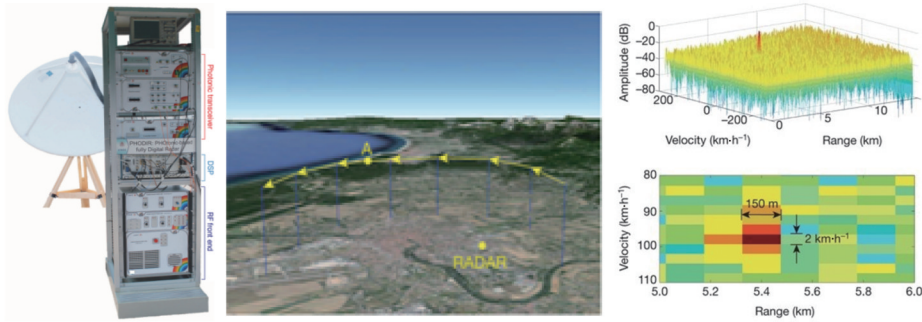 Photonic transceiver
PHODIR: PHOtonics-based
fully Digital Radar
DSP
RF front end
A
RADAR
Amplitude (dB)
0
−20
−40
−60
−80
200
0
−200
Velocity (km·h⁻¹)
0
5
10
Range (km)
Velocity (km·h⁻¹)
80
90
100
110
150 m
2 km·h⁻¹
5.0
5.2
5.4
5.6
5.8
6.0
Range (km)